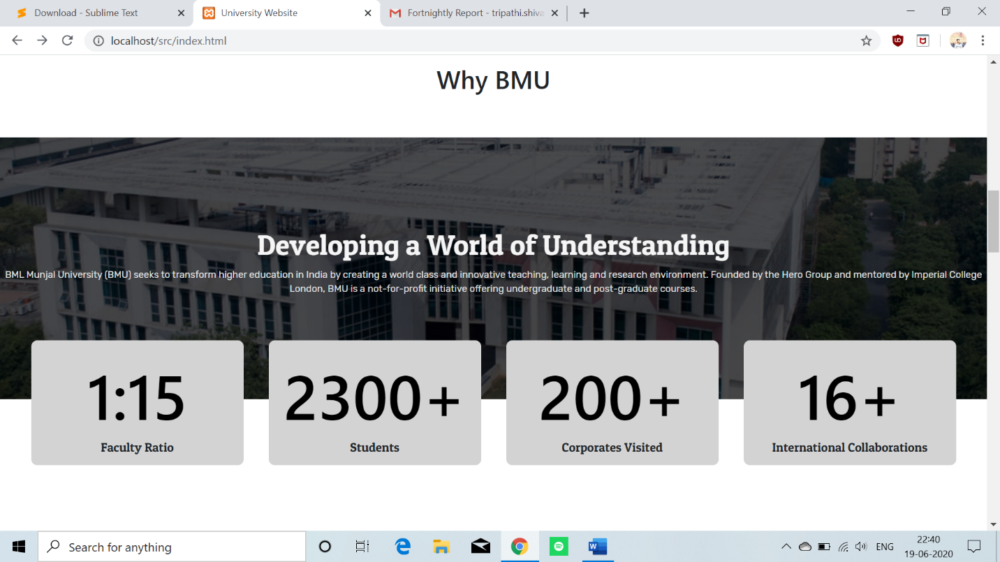 Download - Sublime Text
University Website
Fortnightly Report - tripathi.shiva
localhost/src/index.html
Why BMU
Developing a World of Understanding
BML Munjal University (BMU) seeks to transform higher education in India by creating a world class and innovative teaching, learning and research environment. Founded by the Hero Group and mentored by Imperial College
London, BMU is a not-for-profit initiative offering undergraduate and post-graduate courses.
1:15
Faculty Ratio
2300+
Students
200+
Corporates Visited
16+
International Collaborations
Search for anything
ENG
22:40
19-06-2020